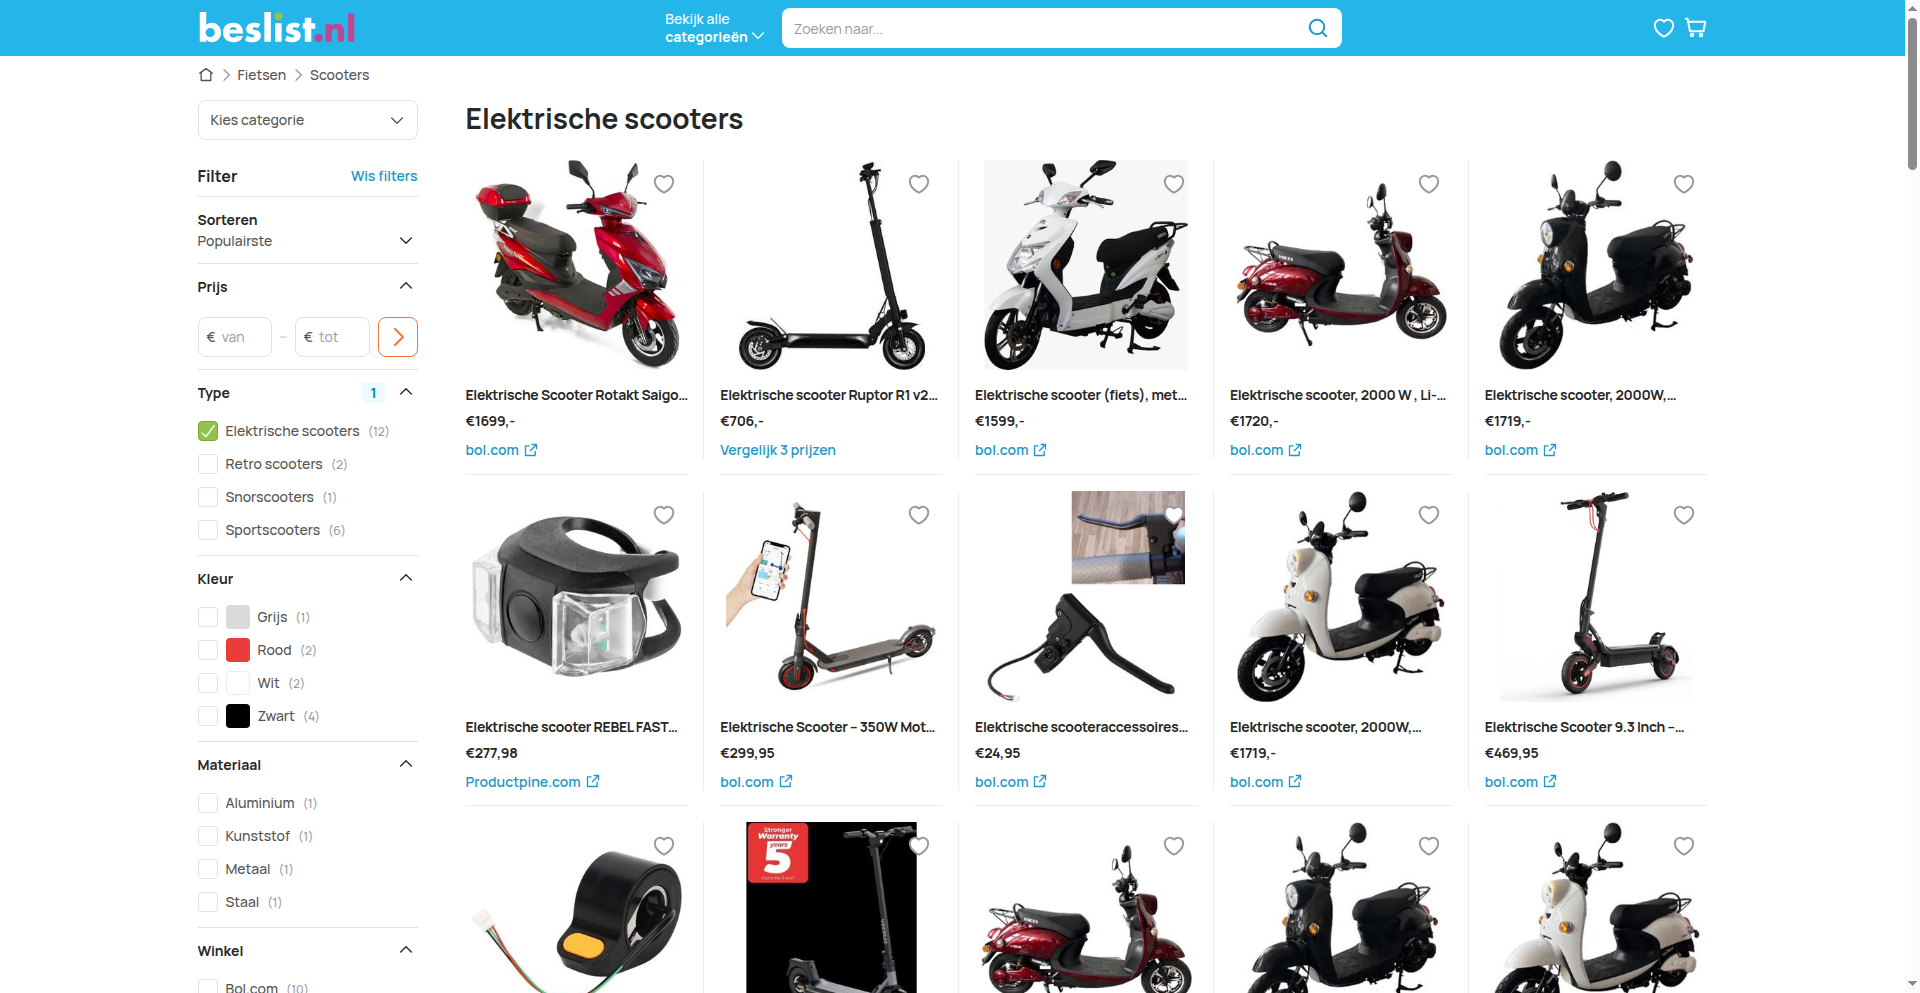 beslist.nl
Bekijk alle
categorieën
Zoeken naar...
Fietsen
Scooters
Kies categorie
Elektrische scooters
Filter
Wis filters
Sorteren
Populairste
Prijs
€ van
–
€ tot
Type
1
Elektrische scooters (12)
Retro scooters (2)
Snorscooters (1)
Sportscooters (6)
Kleur
Grijs (1)
Rood (2)
Wit (2)
Zwart (4)
Materiaal
Aluminium (1)
Kunststof (1)
Metaal (1)
Staal (1)
Winkel
Bol.com (10)
Elektrische Scooter Rotakt Saigo...
€1699,-
bol.com
Elektrische scooter Ruptor R1 v2...
€706,-
Vergelijk 3 prijzen
Elektrische scooter (fiets), met...
€1599,-
bol.com
Elektrische scooter, 2000 W , Li-...
€1720,-
bol.com
Elektrische scooter, 2000W,...
€1719,-
bol.com
Elektrische scooter REBEL FAST...
€277,98
Productpine.com
Elektrische Scooter – 350W Mot...
€299,95
bol.com
Elektrische scooteraccessoires...
€24,95
bol.com
Elektrische scooter, 2000W,...
€1719,-
bol.com
Elektrische Scooter 9.3 Inch –...
€469,95
bol.com
Stronger
Warranty
years
5